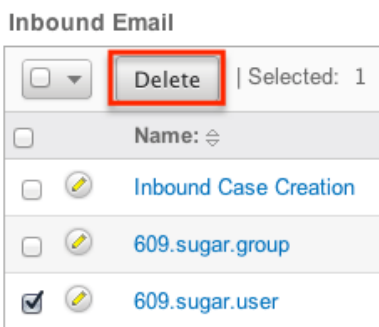 Inbound Email
Delete | Selected: 1
Name:
Inbound Case Creation
609.sugar.group
609.sugar.user